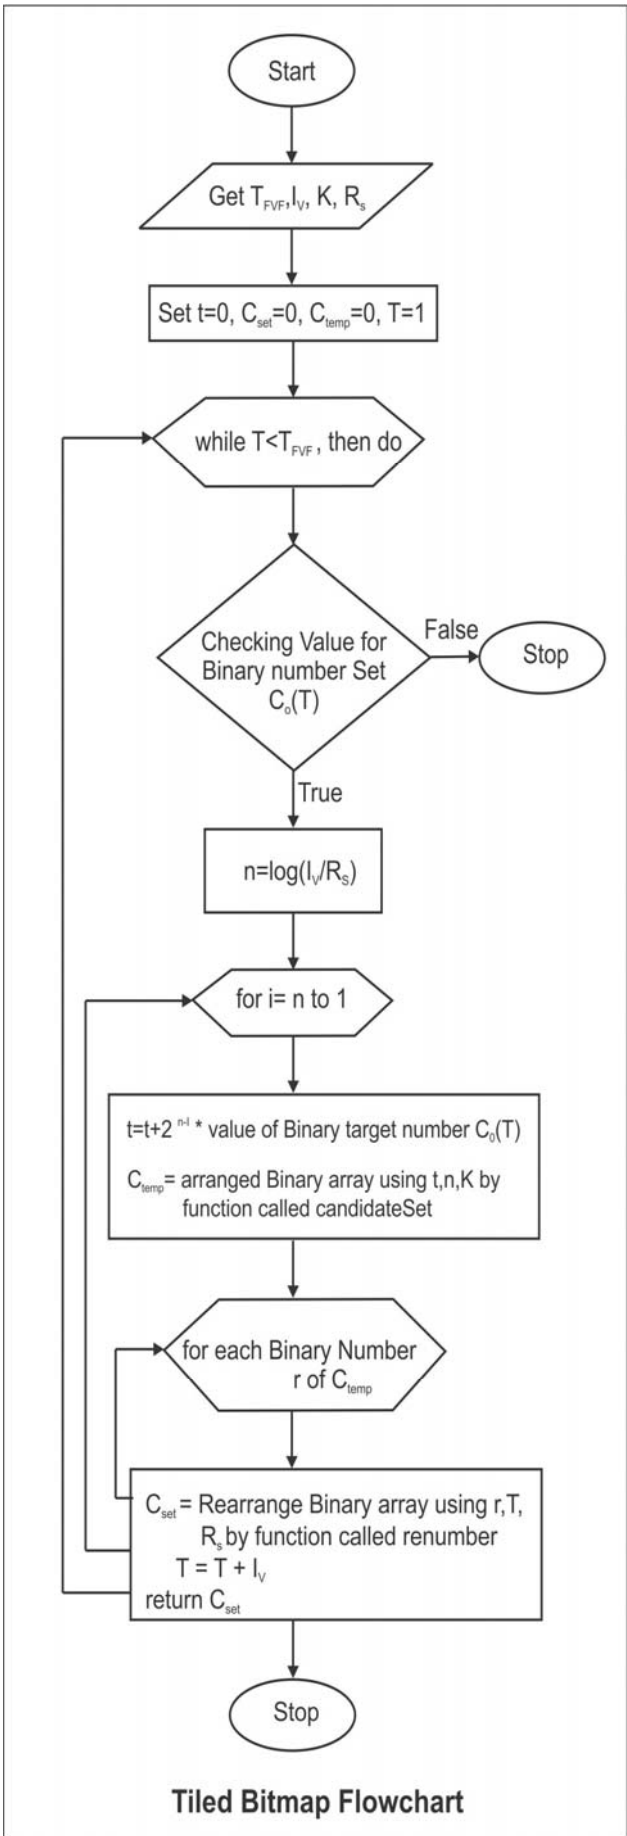 Start
Get T_FVF,I_V, K, R_s
Set t=0, C_set=0, C_temp=0, T=1
while T<T_FVF, then do
Checking Value for
Binary number Set
C_o(T)
False
Stop
True
n=log(I_V/R_S)
for i= n to 1
t=t+2^n-I * value of Binary target number C_0(T)
C_temp= arranged Binary array using t,n,K by
function called candidateSet
for each Binary Number
r of C_temp
C_set = Rearrange Binary array using r,T,
R_s by function called renumber
T = T + I_V
return C_set
Stop
Tiled Bitmap Flowchart